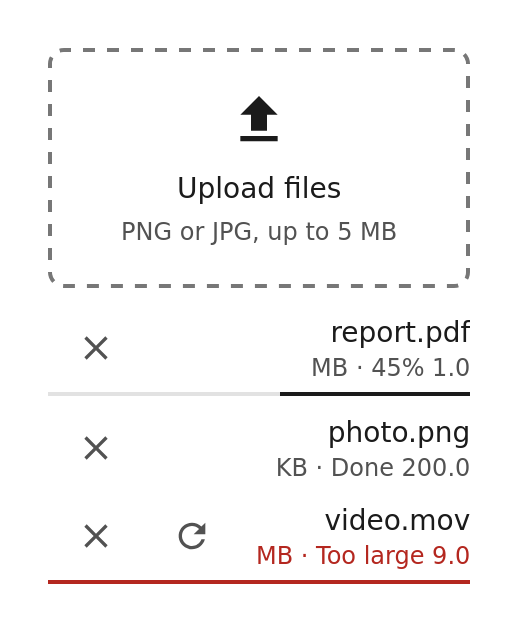 Upload files
PNG or JPG, up to 5 MB
report.pdf
MB · 45% 1.0
photo.png
KB · Done 200.0
video.mov
MB · Too large 9.0